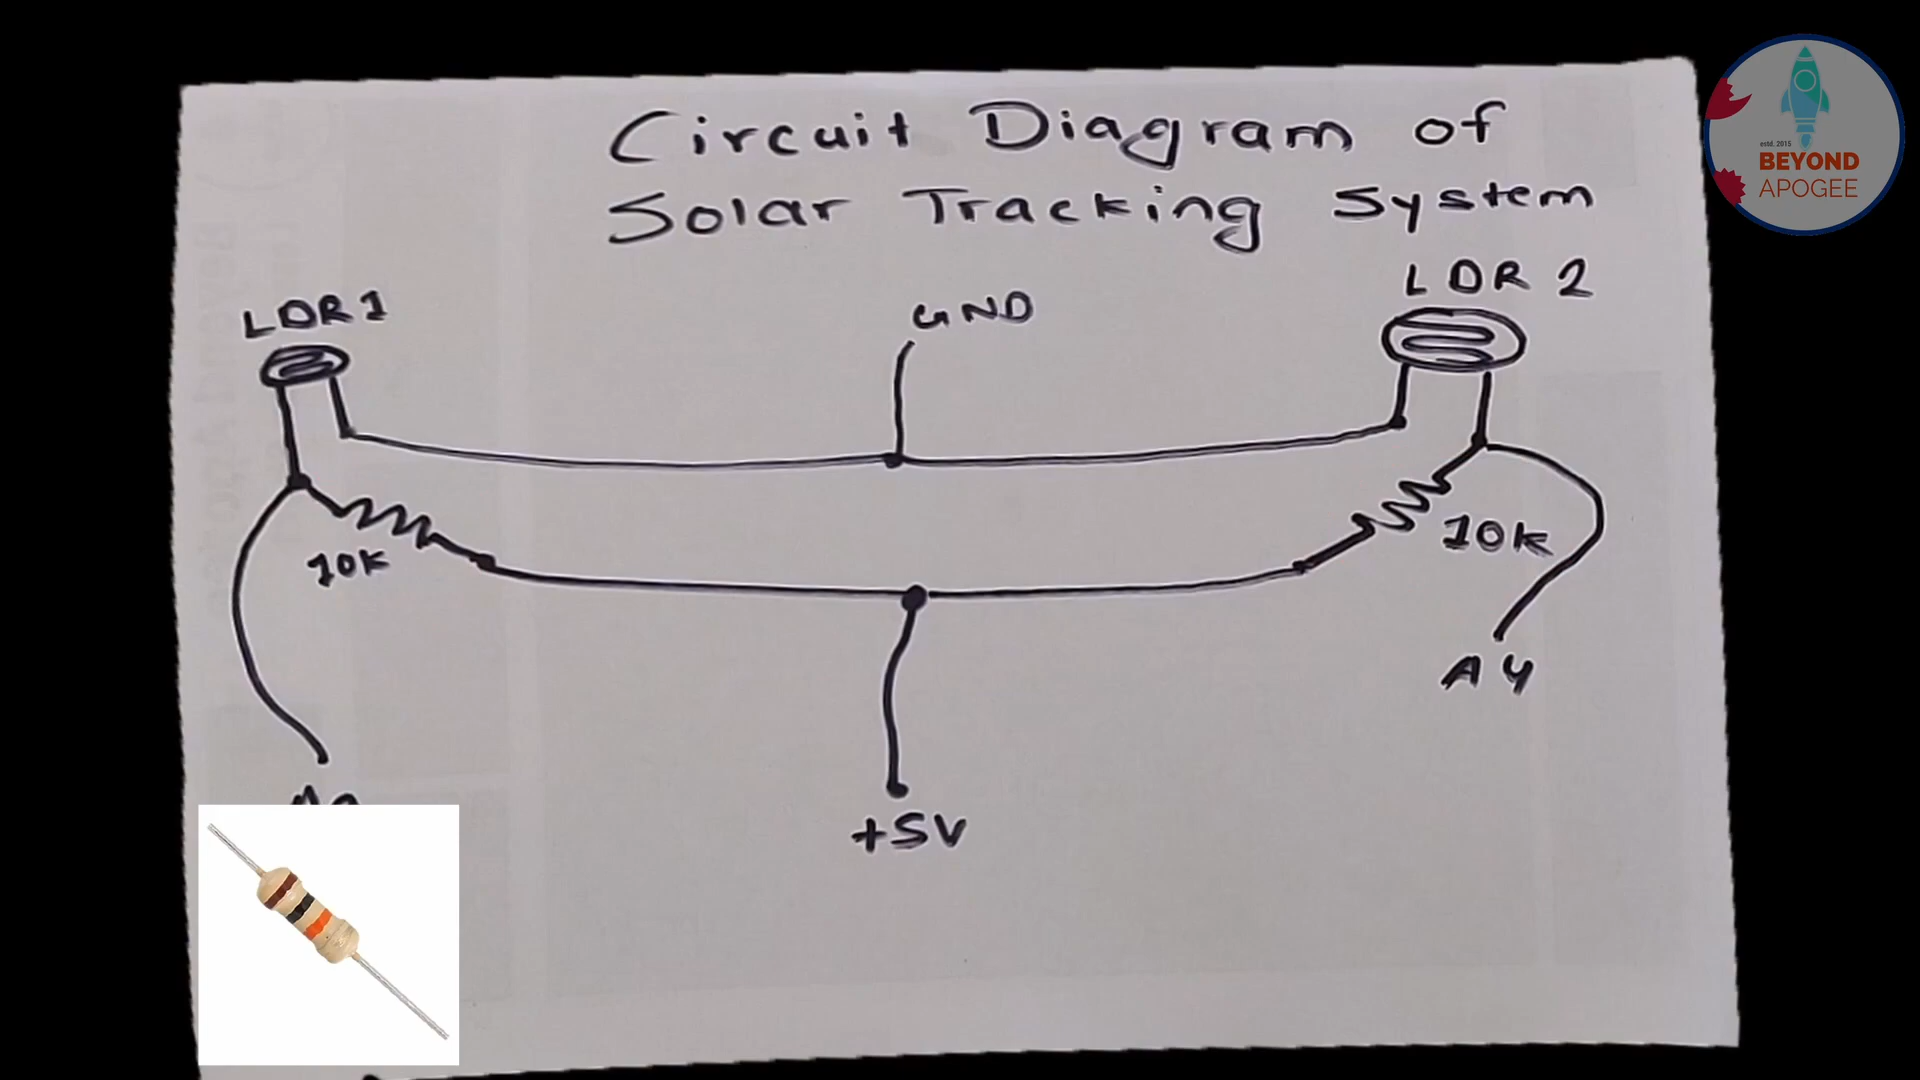 Circuit Diagram of
Solar Tracking System
LDR 1
GND
LDR 2
10K
10K
+5V
A4
estd. 2015
BEYOND
APOGEE